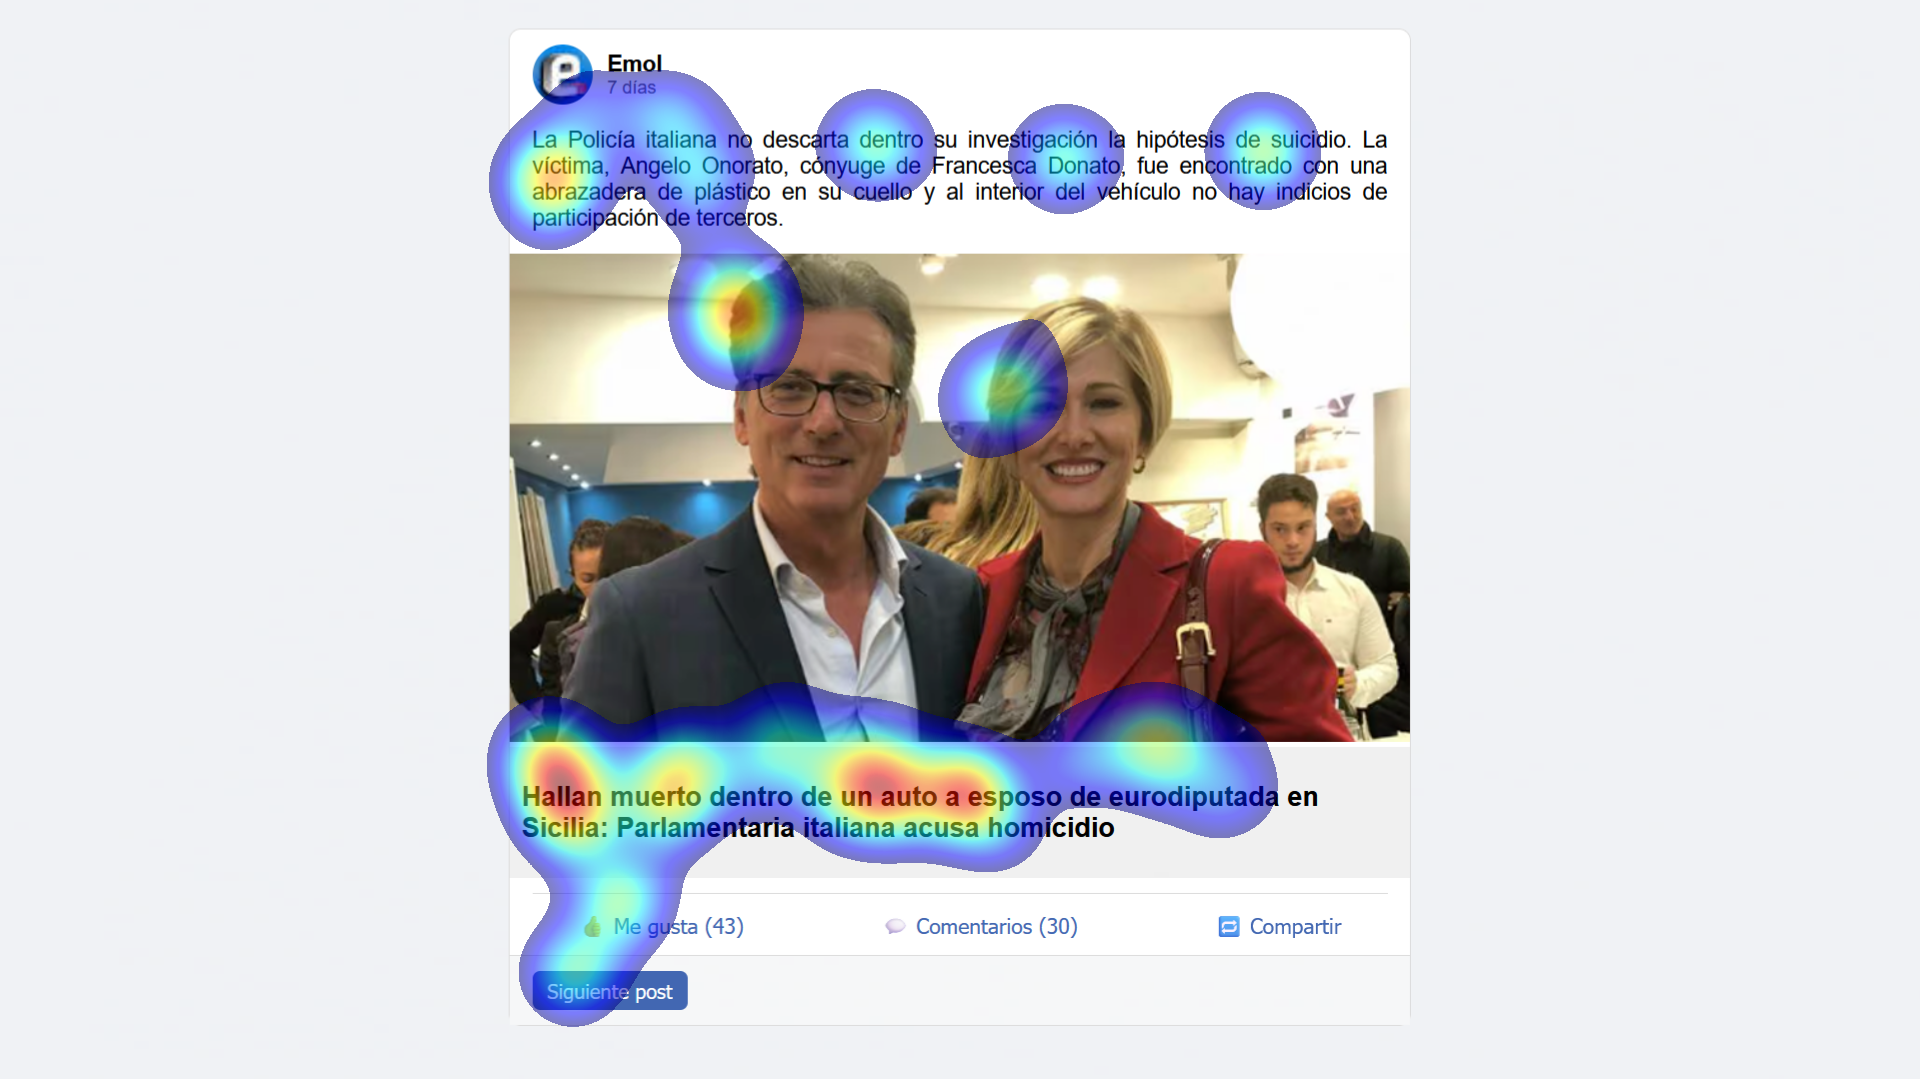 Emol
7 días
La Policía italiana no descarta dentro su investigación la hipótesis de suicidio. La
víctima, Angelo Onorato, cónyuge de Francesca Donato, fue encontrado con una
abrazadera de plástico en su cuello y al interior del vehículo no hay indicios de
participación de terceros.
Hallan muerto dentro de un auto a esposo de eurodiputada en
Sicilia: Parlamentaria italiana acusa homicidio
Me gusta (43)
Comentarios (30)
Compartir
Siguiente post